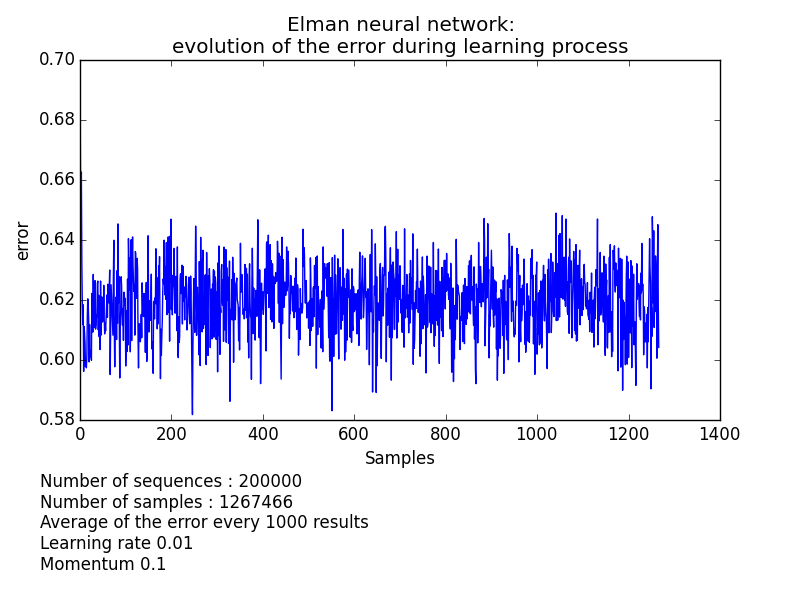 Elman neural network:
evolution of the error during learning process
0.70
0.68
0.66
0.64
0.62
0.60
0.58
error
0 200 400 600 800 1000 1200 1400
Samples
Number of sequences : 200000
Number of samples : 1267466
Average of the error every 1000 results
Learning rate 0.01
Momentum 0.1